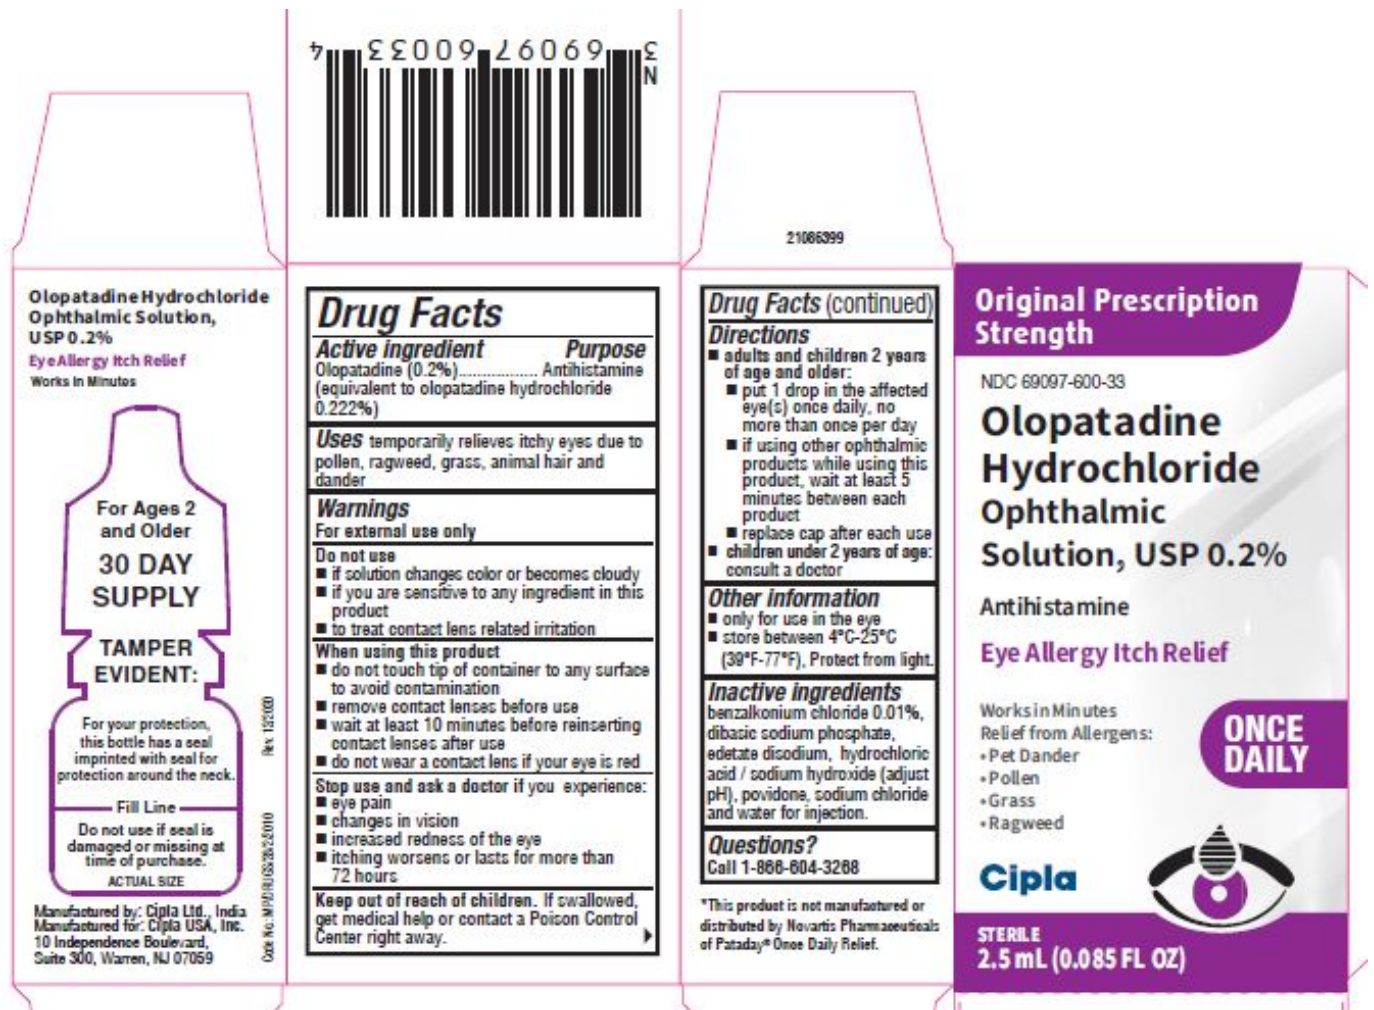 N
3 69097 60033 4
21086399
Olopatadine Hydrochloride
Ophthalmic Solution,
USP 0.2%
Eye Allergy Itch Relief
Works In Minutes
For Ages 2
and Older
30 DAY
SUPPLY
TAMPER
EVIDENT:
For your protection,
this bottle has a seal
imprinted with seal for
protection around the neck.
Fill Line
Do not use if seal is
damaged or missing at
time of purchase.
ACTUAL SIZE
Manufactured by: Cipla Ltd., India
Manufactured for: Cipla USA, Inc.
10 Independence Boulevard,
Suite 300, Warren, NJ 07059
Code No.: MP/DRUGS/28/22/2010
Rev. 12/2020
Drug Facts
Active ingredient Purpose
Olopatadine (0.2%).................. Antihistamine
(equivalent to olopatadine hydrochloride
0.222%)
Uses temporarily relieves itchy eyes due to
pollen, ragweed, grass, animal hair and
dander
Warnings
For external use only
Do not use
■ if solution changes color or becomes cloudy
■ if you are sensitive to any ingredient in this
product
■ to treat contact lens related irritation
When using this product
■ do not touch tip of container to any surface
to avoid contamination
■ remove contact lenses before use
■ wait at least 10 minutes before reinserting
contact lenses after use
■ do not wear a contact lens if your eye is red
Stop use and ask a doctor if you experience:
■ eye pain
■ changes in vision
■ increased redness of the eye
■ itching worsens or lasts for more than
72 hours
Keep out of reach of children. If swallowed,
get medical help or contact a Poison Control
Center right away.
Drug Facts (continued)
Directions
■ adults and children 2 years
of age and older:
■ put 1 drop in the affected
eye(s) once daily, no
more than once per day
■ if using other ophthalmic
products while using this
product, wait at least 5
minutes between each
product
■ replace cap after each use
■ children under 2 years of age:
consult a doctor
Other information
■ only for use in the eye
■ store between 4°C-25°C
(39°F-77°F), Protect from light.
Inactive ingredients
benzalkonium chloride 0.01%,
dibasic sodium phosphate,
edetate disodium, hydrochloric
acid / sodium hydroxide (adjust
pH), povidone, sodium chloride
and water for injection.
Questions?
Call 1-866-604-3268
*This product is not manufactured or
distributed by Novartis Pharmaceuticals
of Pataday® Once Daily Relief.
Original Prescription
Strength
NDC 69097-600-33
Olopatadine
Hydrochloride
Ophthalmic
Solution, USP 0.2%
Antihistamine
Eye Allergy Itch Relief
Works in Minutes
Relief from Allergens:
• Pet Dander
• Pollen
• Grass
• Ragweed
ONCE
DAILY
Cipla
STERILE
2.5 mL (0.085 FL OZ)